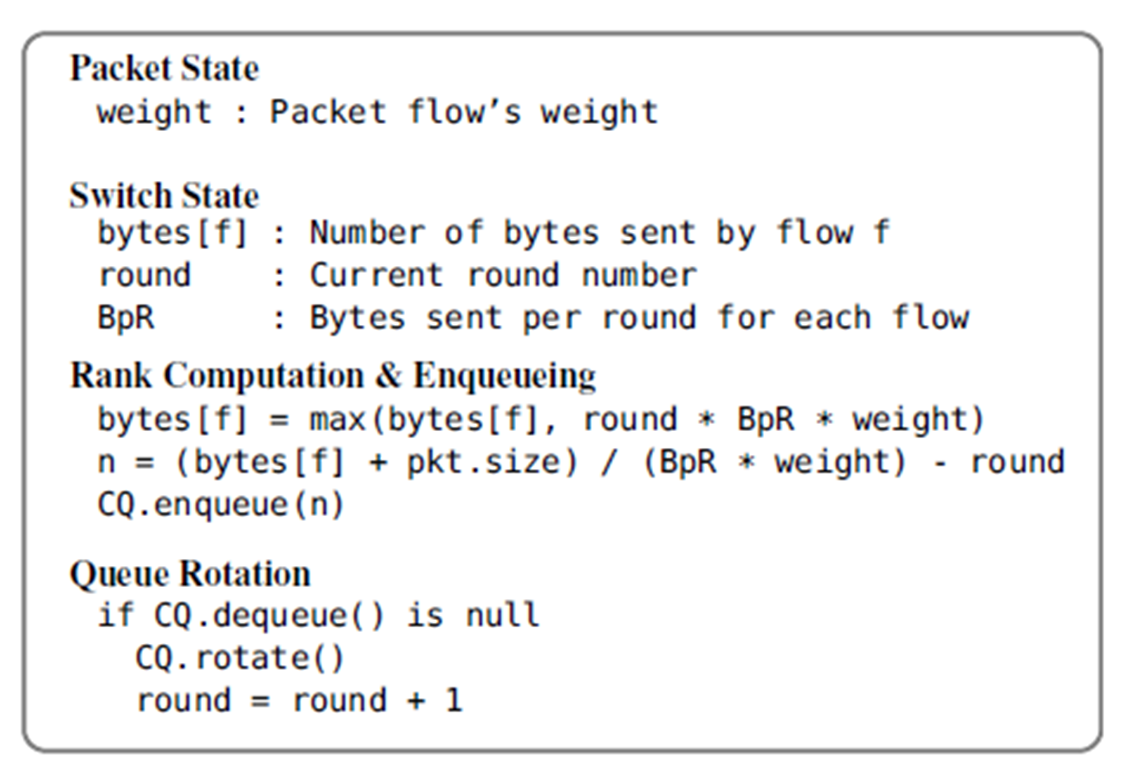 Packet State
weight : Packet flow’s weight
Switch State
bytes[f] : Number of bytes sent by flow f
round : Current round number
BpR : Bytes sent per round for each flow
Rank Computation & Enqueueing
bytes[f] = max(bytes[f], round * BpR * weight)
n = (bytes[f] + pkt.size) / (BpR * weight) - round
CQ.enqueue(n)
Queue Rotation
if CQ.dequeue() is null
CQ.rotate()
round = round + 1